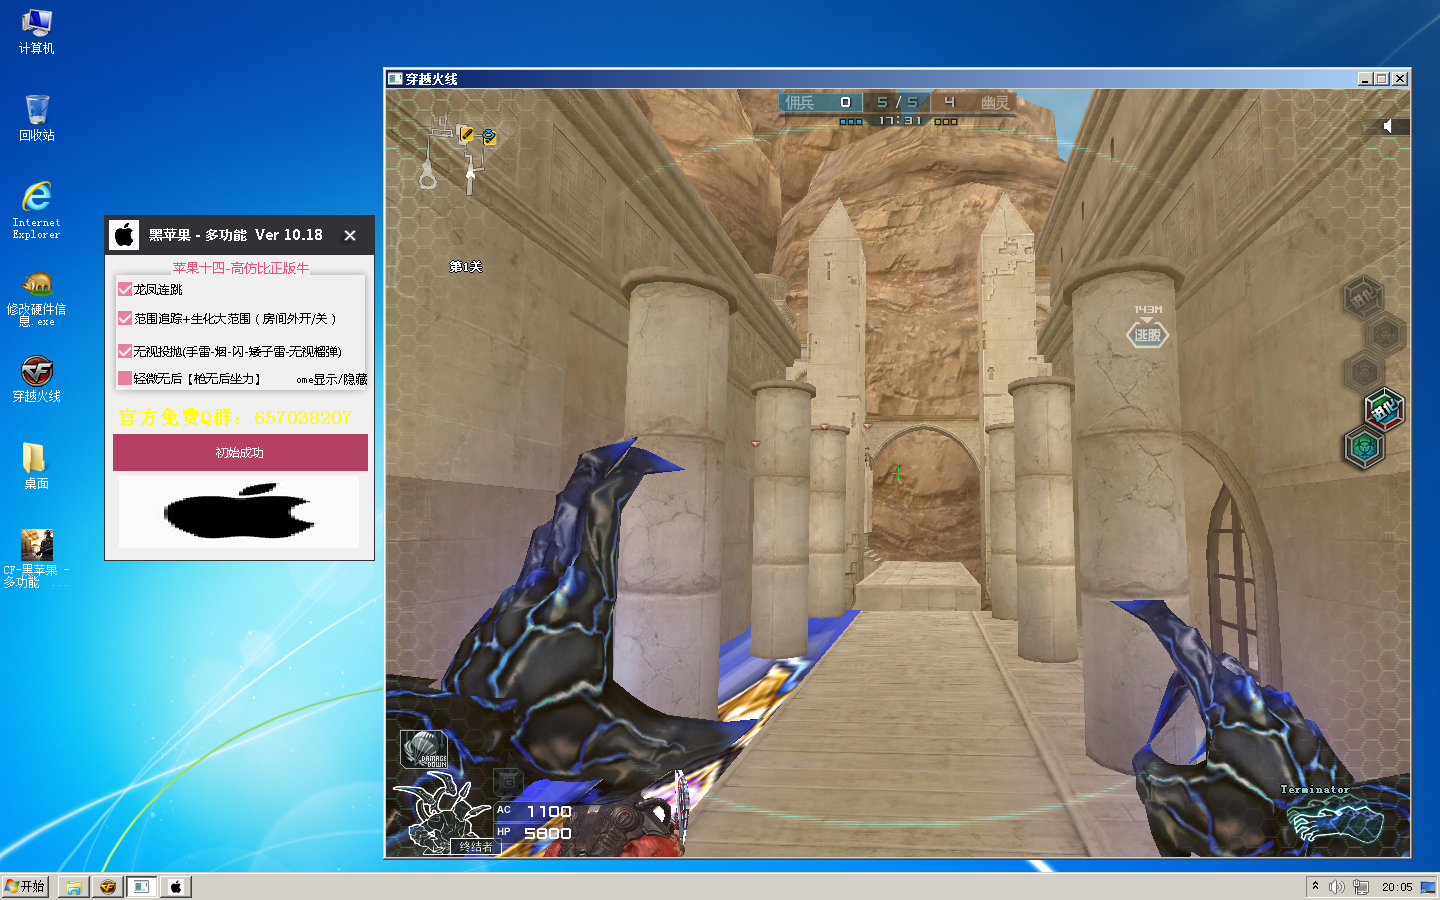 计算机
回收站
Internet
Explorer
修改硬件信
息.exe
穿越火线
桌面
CF-黑苹果 -
多功能 ...
黑苹果 - 多功能 Ver 10.18
苹果十四-高仿比正版牛
龙凤连跳
范围追踪+生化大范围（房间外开/关）
无视投抛(手雷-烟-闪-矮子雷-无视榴弹)
轻微无后【枪无后坐力】 ome显示/隐藏
官方免费Q群：657038207
初始成功
穿越火线
佣兵 0 5 / 5 4 幽灵
17:31
第1关
143M
逃脱
进化
DAMAGE
DOWN
G
AC 1100
HP 5800
终结者
Terminator
开始
20:05